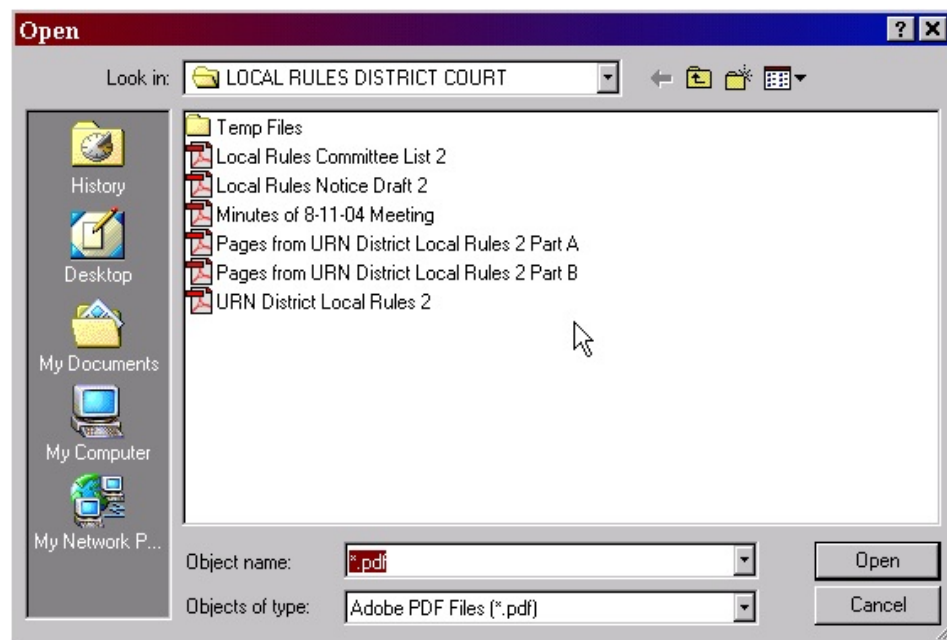 Open
Look in: LOCAL RULES DISTRICT COURT
History
Desktop
My Documents
My Computer
My Network P...
Temp Files
Local Rules Committee List 2
Local Rules Notice Draft 2
Minutes of 8-11-04 Meeting
Pages from URN District Local Rules 2 Part A
Pages from URN District Local Rules 2 Part B
URN District Local Rules 2
Object name: *.pdf Open
Objects of type: Adobe PDF Files (*.pdf) Cancel